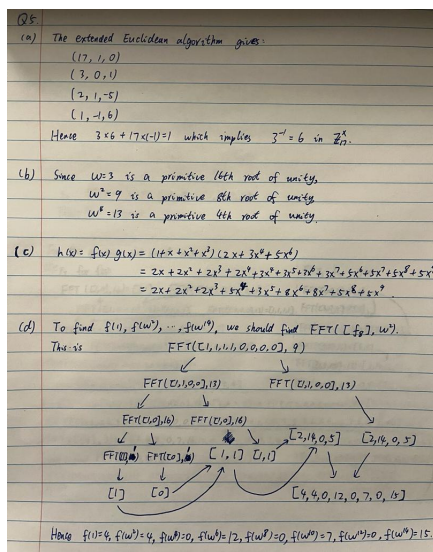 Q5.
(a) The extended Euclidean algorithm gives:
(17, 1, 0)
(3, 0, 1)
(2, 1, -5)
(1, -1, 6)
Hence 3×6 + 17×(-1) = 1 which implies 3⁻¹ = 6 in ℤ₁₇ˣ.
(b) Since w=3 is a primitive 16th root of unity,
w² = 9 is a primitive 8th root of unity,
w⁴ = 13 is a primitive 4th root of unity.
(c) h(x) = f(x) g(x) = (1+x+x²+x³)(2x+3x⁴+5x⁶)
= 2x + 2x² + 2x³ + 2x⁴ + 3x⁴ + 3x⁵ + 3x⁶ + 3x⁷ + 5x⁶ + 5x⁷ + 5x⁸ + 5x⁹
= 2x + 2x² + 2x³ + 5x⁴ + 3x⁵ + 8x⁶ + 8x⁷ + 5x⁸ + 5x⁹.
(d) To find f(1), f(w²), ..., f(w¹⁴), we should find FFT([f₈], w²).
This is FFT([1,1,1,1,0,0,0,0], 9)
FFT([1,1,0,0],13) FFT([1,1,0,0],13)
FFT([1,0],16) FFT([1,0],16)
FFT([1], FFT([0], [1,1] [1,1] [2,14,0,5] [2,14,0,5]
[1] [0] [4,4,0,12,0,7,0,15]
Hence f(1)=4, f(w²)=4, f(w⁴)=0, f(w⁶)=12, f(w⁸)=0, f(w¹⁰)=7, f(w¹²)=0, f(w¹⁴)=15.